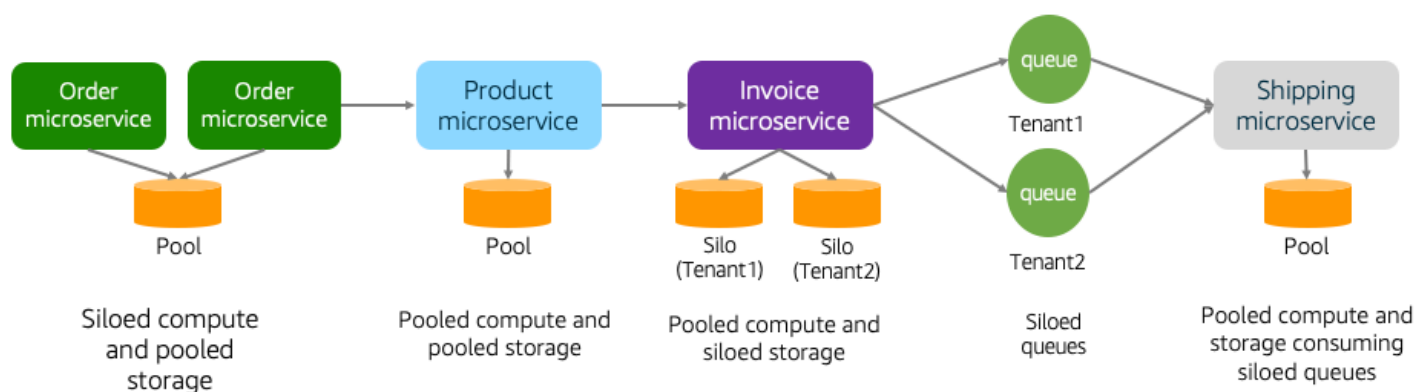 Order
microservice
Order
microservice
Product
microservice
Invoice
microservice
queue
Tenant1
queue
Tenant2
Shipping
microservice
Pool
Pool
Silo
(Tenant1)
Silo
(Tenant2)
Pool
Siloed compute
and pooled
storage
Pooled compute and
pooled storage
Pooled compute and
siloed storage
Siloed
queues
Pooled compute and
storage consuming
siloed queues